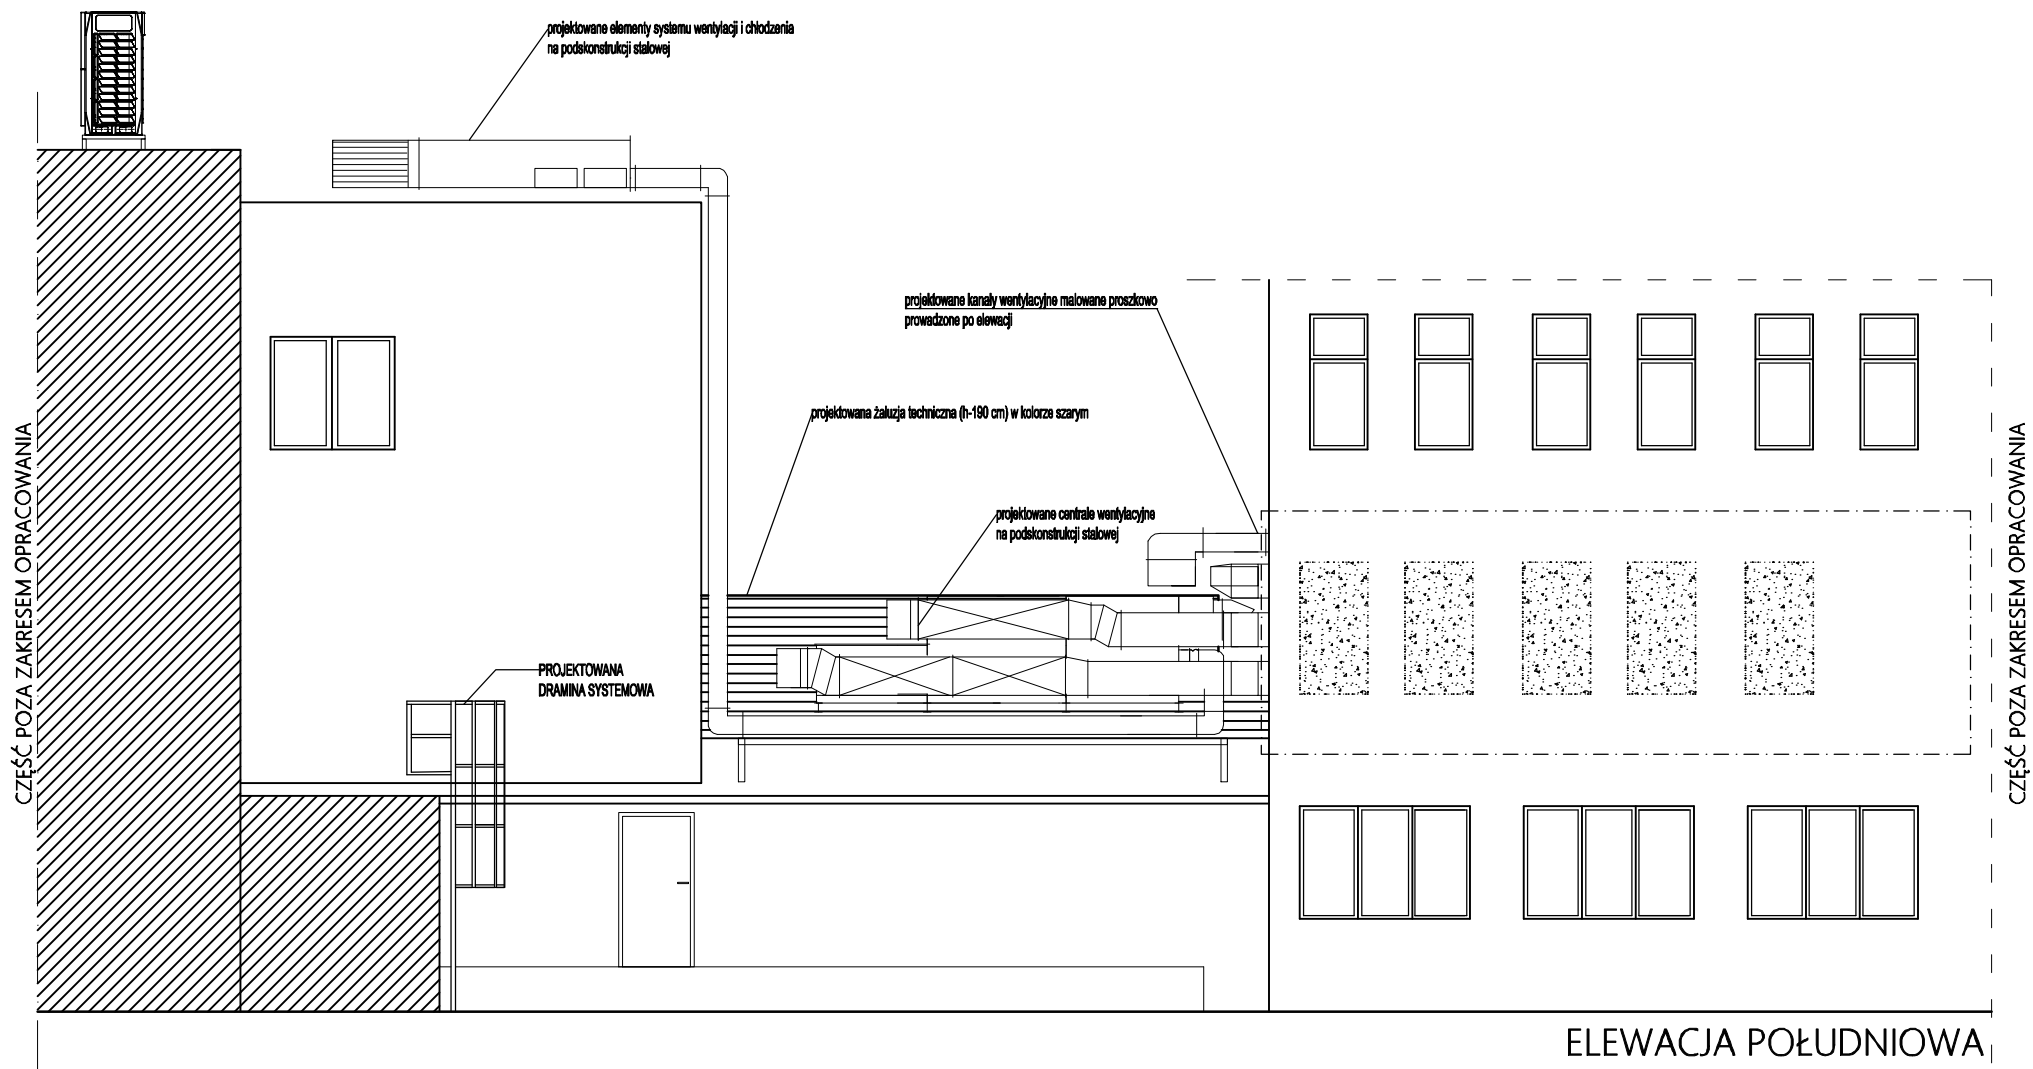 projektowane elementy systemu wentylacji i chłodzenia
na podskonstrukcji stalowej
projektowane kanały wentylacyjne malowane proszkowo
prowadzone po elewacji
projektowana żaluzja techniczna (h-190 cm) w kolorze szarym
projektowane centrale wentylacyjne
na podskonstrukcji stalowej
PROJEKTOWANA
DRAMINA SYSTEMOWA
CZĘŚĆ POZA ZAKRESEM OPRACOWANIA
CZĘŚĆ POZA ZAKRESEM OPRACOWANIA
ELEWACJA POŁUDNIOWA